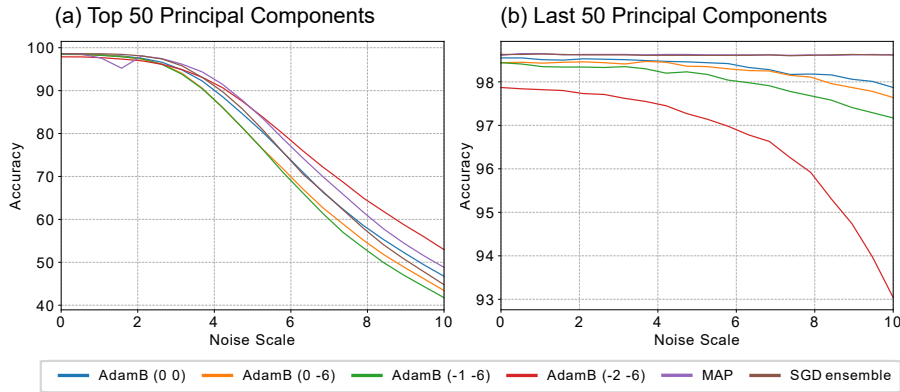 (a) Top 50 Principal Components
(b) Last 50 Principal Components
100
90
80
70
60
50
40
Accuracy
0 2 4 6 8 10
Noise Scale
98
97
96
95
94
93
Accuracy
0 2 4 6 8 10
Noise Scale
AdamB (0 0) AdamB (0 -6) AdamB (-1 -6) AdamB (-2 -6) MAP SGD ensemble